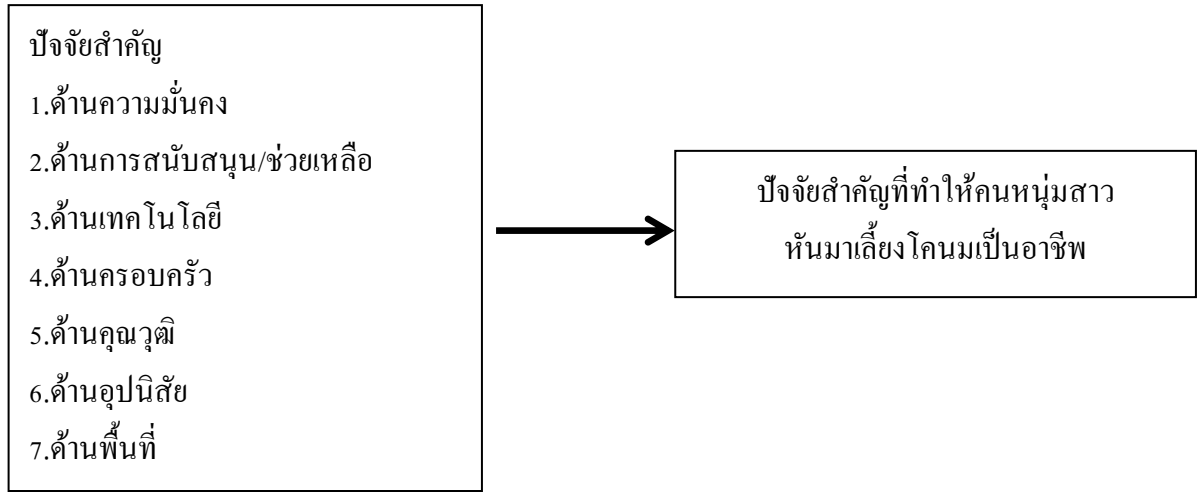 ปัจจัยสำคัญ
1.ด้านความมั่นคง
2.ด้านการสนับสนุน/ช่วยเหลือ
3.ด้านเทคโนโลยี
4.ด้านครอบครัว
5.ด้านคุณวุฒิ
6.ด้านอุปนิสัย
7.ด้านพื้นที่
ปัจจัยสำคัญที่ทำให้คนหนุ่มสาว
หันมาเลี้ยงโคนมเป็นอาชีพ